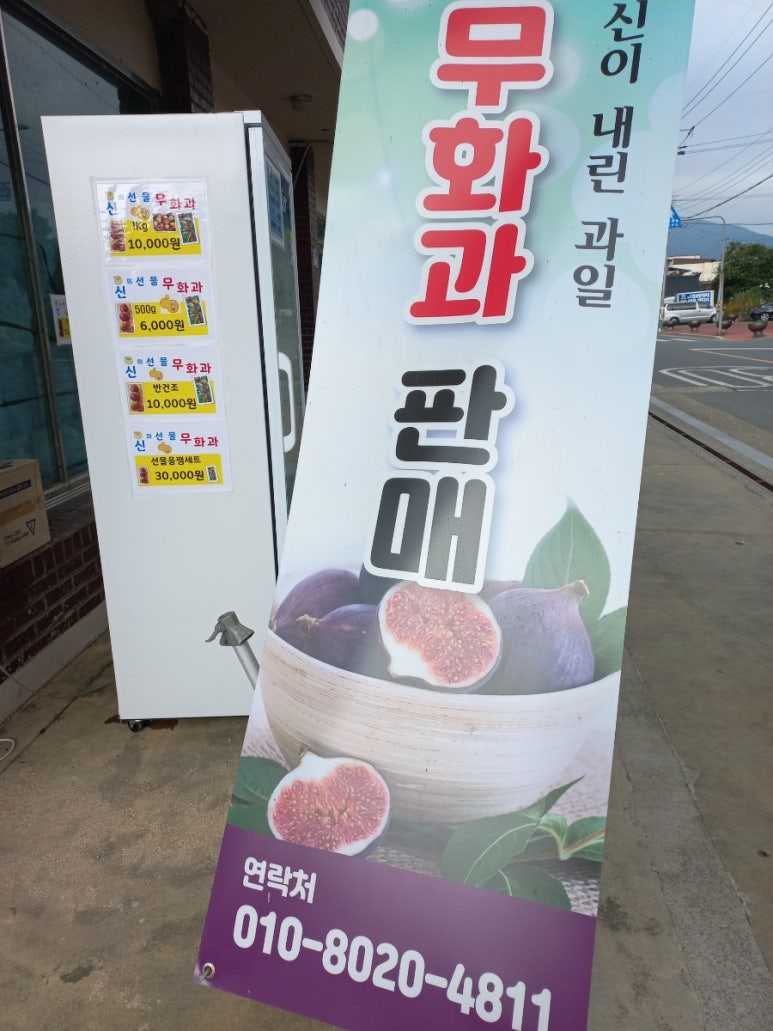 신이 내린 과일
무화과 판매
연락처
010-8020-4811
신의선물 무화과
1Kg
10,000원
신의선물 무화과
500g
6,000원
신의선물 무화과
반건조
10,000원
신의선물 무화과
선물용쨈세트
30,000원